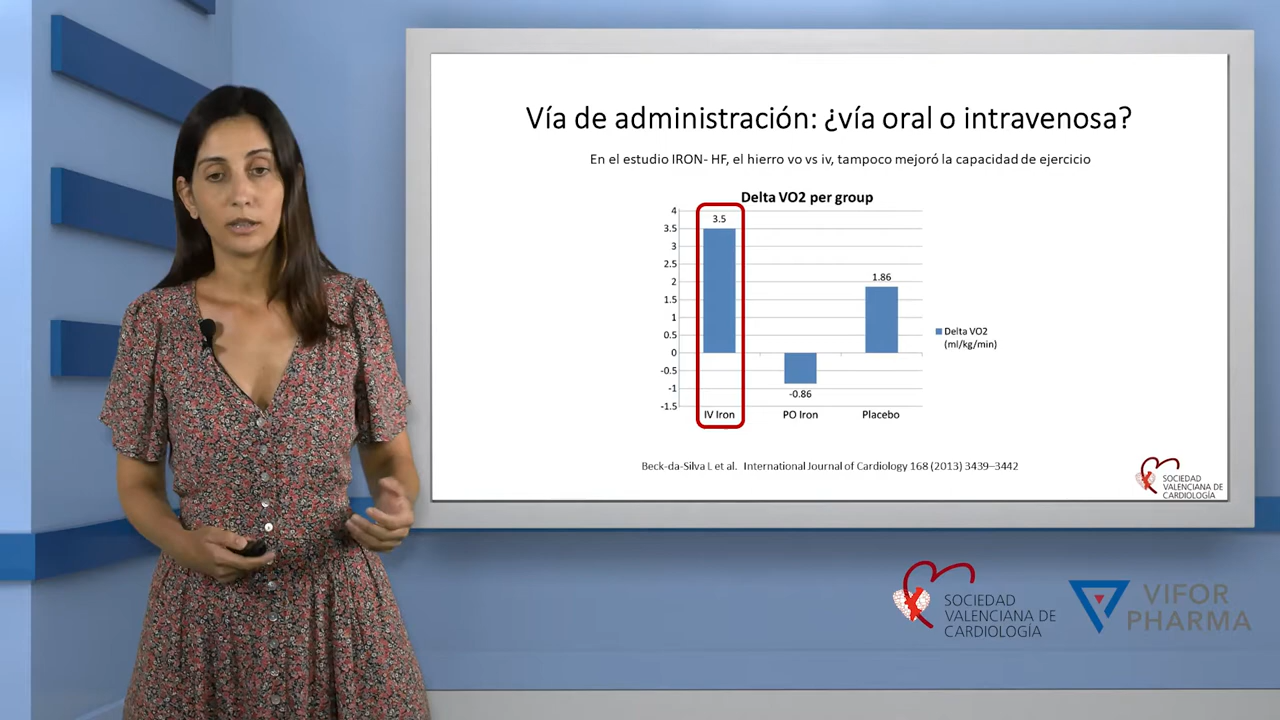 Vía de administración: ¿vía oral o intravenosa?
En el estudio IRON- HF, el hierro vo vs iv, tampoco mejoró la capacidad de ejercicio
Delta VO2 per group
4
3.5
3
2.5
2
1.5
1
0.5
0
-0.5
-1
-1.5
3.5
-0.86
1.86
IV Iron
PO Iron
Placebo
Delta VO2
(ml/kg/min)
Beck-da-Silva L et al. International Journal of Cardiology 168 (2013) 3439–3442
SOCIEDAD
VALENCIANA DE
CARDIOLOGÍA
SOCIEDAD
VALENCIANA DE
CARDIOLOGÍA
VIFOR
PHARMA